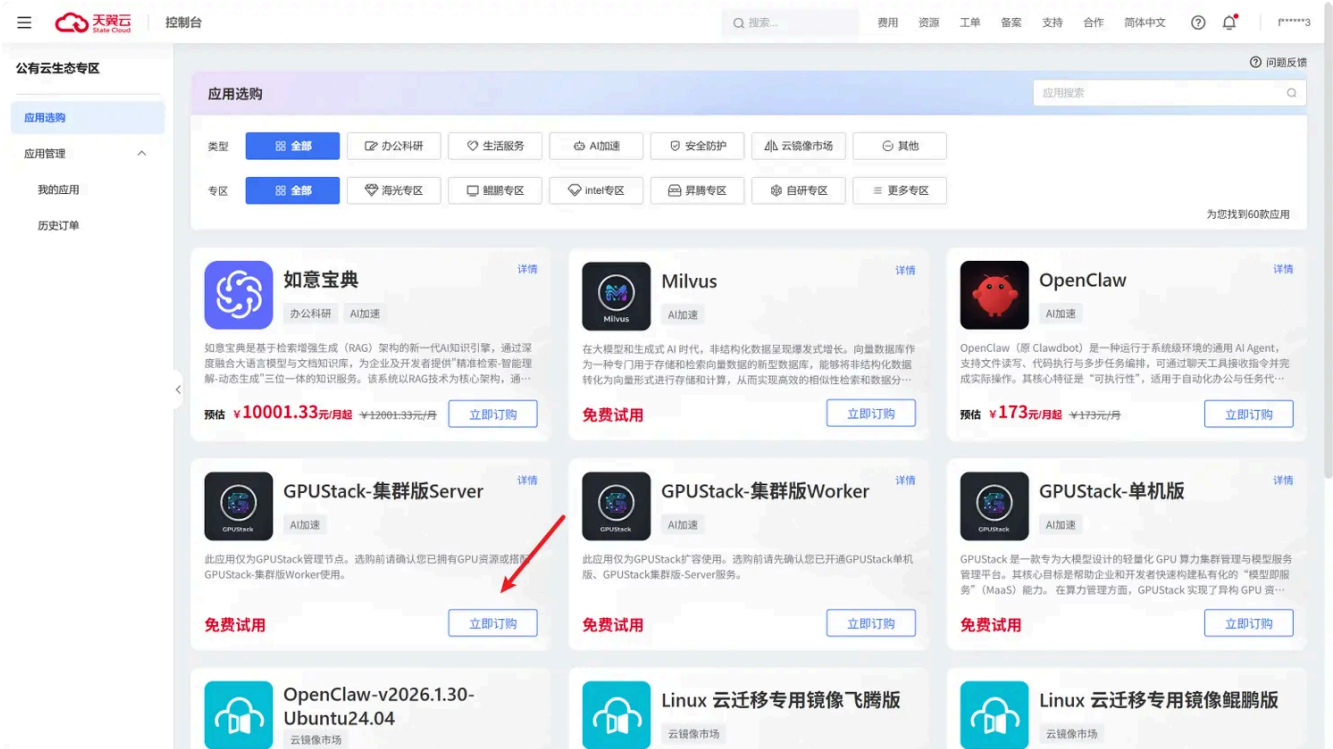 天翼云
State Cloud
控制台
搜索...
费用
资源
工单
备案
支持
合作
简体中文
f******3
公有云生态专区
应用选购
应用管理
我的应用
历史订单
问题反馈
应用选购
应用搜索
类型
全部
办公科研
生活服务
AI加速
安全防护
云镜像市场
其他
专区
全部
海光专区
鲲鹏专区
intel专区
昇腾专区
自研专区
更多专区
为您找到60款应用
如意宝典
详情
办公科研
AI加速
如意宝典是基于检索增强生成（RAG）架构的新一代AI知识引擎，通过深
度融合大语言模型与文档知识库，为企业及开发者提供"精准检索-智能理
解-动态生成"三位一体的知识服务。该系统以RAG技术为核心架构，通…
预估 ￥10001.33元/月起 ￥12001.33元/月
立即订购
Milvus
Milvus
详情
AI加速
在大模型和生成式 AI 时代，非结构化数据呈现爆发式增长。向量数据库作
为一种专门用于存储和检索向量数据的新型数据库，能够将非结构化数据
转化为向量形式进行存储和计算，从而实现高效的相似性检索和数据分…
免费试用
立即订购
OpenClaw
详情
AI加速
OpenClaw（原 Clawdbot）是一种运行于系统级环境的通用 AI Agent，
支持文件读写、代码执行与多步任务编排，可通过聊天工具接收指令并完
成实际操作。其核心特征是“可执行性”，适用于自动化办公与任务代…
预估 ￥173元/月起 ￥173元/月
立即订购
GPUStack
GPUStack-集群版Server
详情
AI加速
此应用仅为GPUStack管理节点。选购前请确认您已拥有GPU资源或搭配
GPUStack-集群版Worker使用。
免费试用
立即订购
GPUStack
GPUStack-集群版Worker
详情
AI加速
此应用仅为GPUStack扩容使用。选购前请先确认您已开通GPUStack单机
版、GPUStack集群版-Server服务。
免费试用
立即订购
GPUStack
GPUStack-单机版
详情
AI加速
GPUStack 是一款专为大模型设计的轻量化 GPU 算力集群管理与模型服务
管理平台。其核心目标是帮助企业和开发者快速构建私有化的“模型即服
务”（MaaS）能力。 在算力管理方面，GPUStack 实现了异构 GPU 资…
免费试用
立即订购
OpenClaw-v2026.1.30-
Ubuntu24.04
云镜像市场
Linux 云迁移专用镜像飞腾版
云镜像市场
Linux 云迁移专用镜像鲲鹏版
云镜像市场